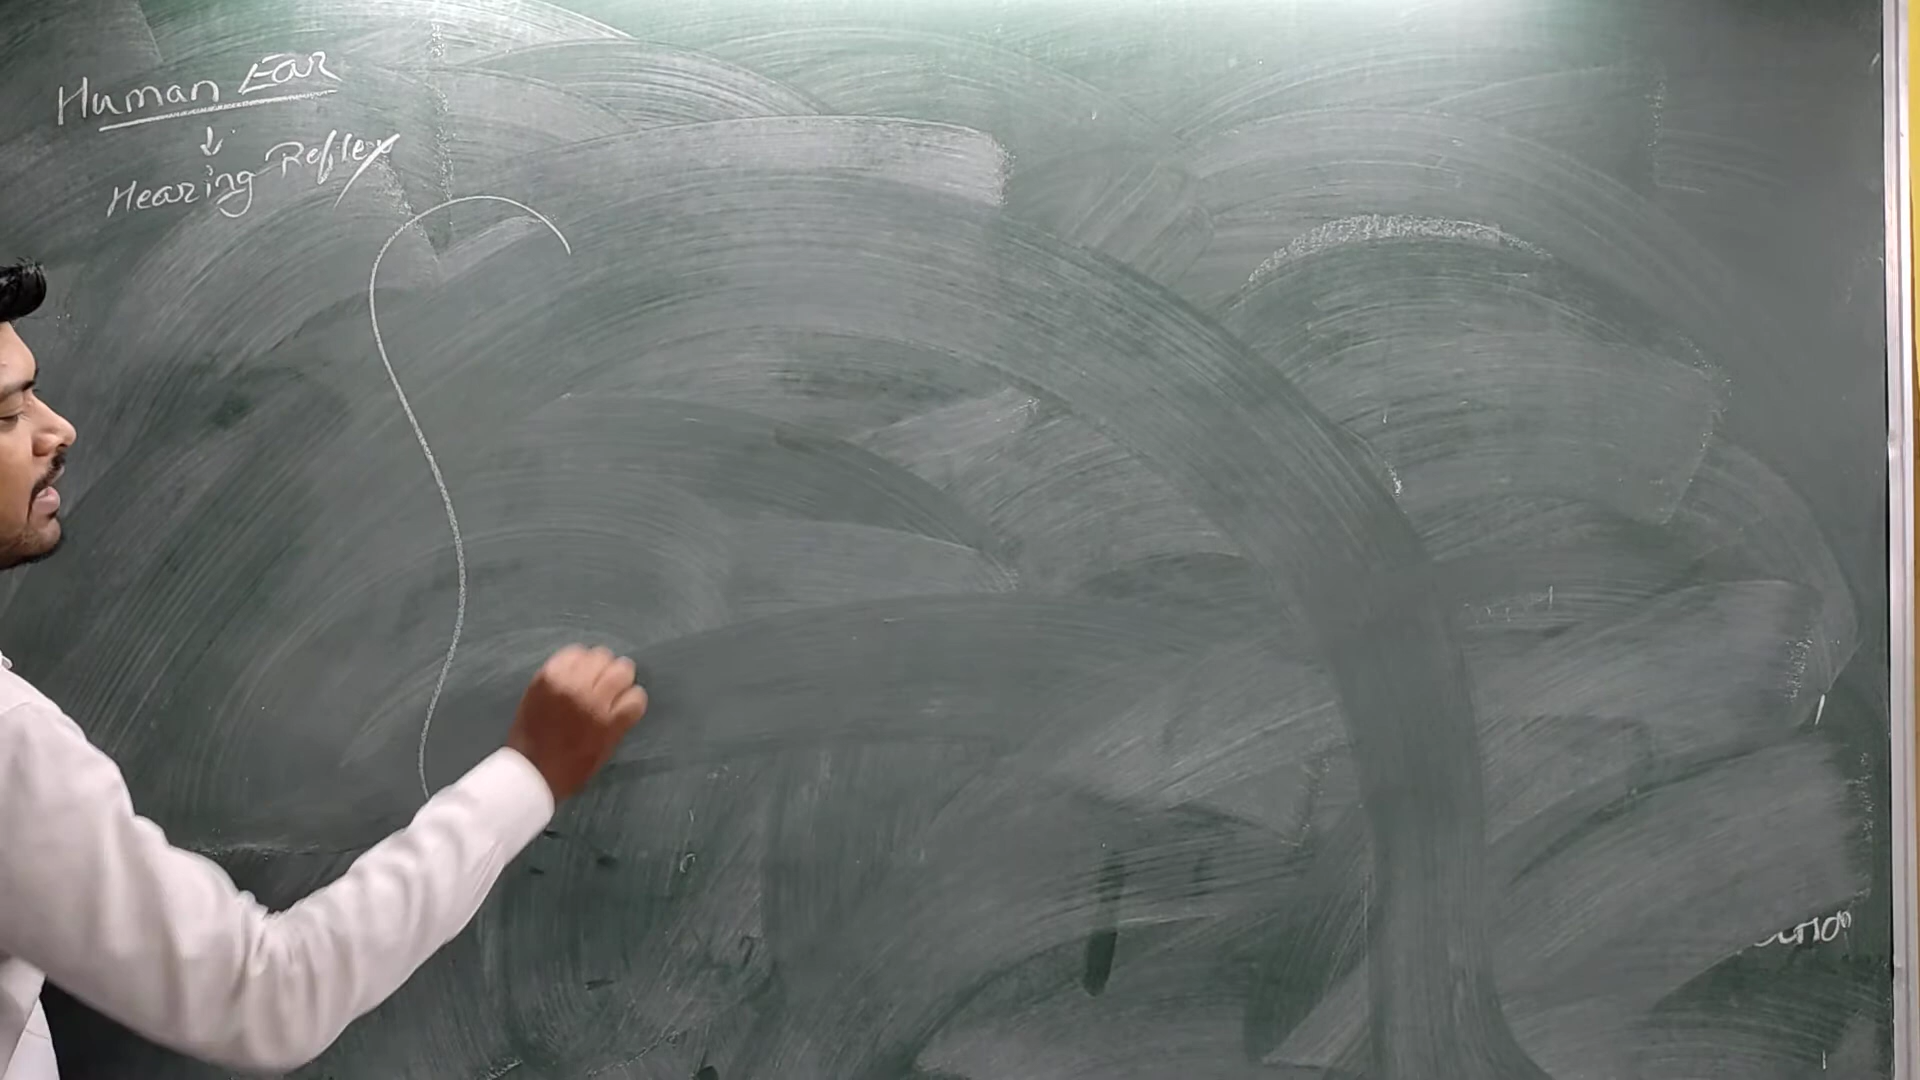 Human Ear
↓
Hearing Reflex